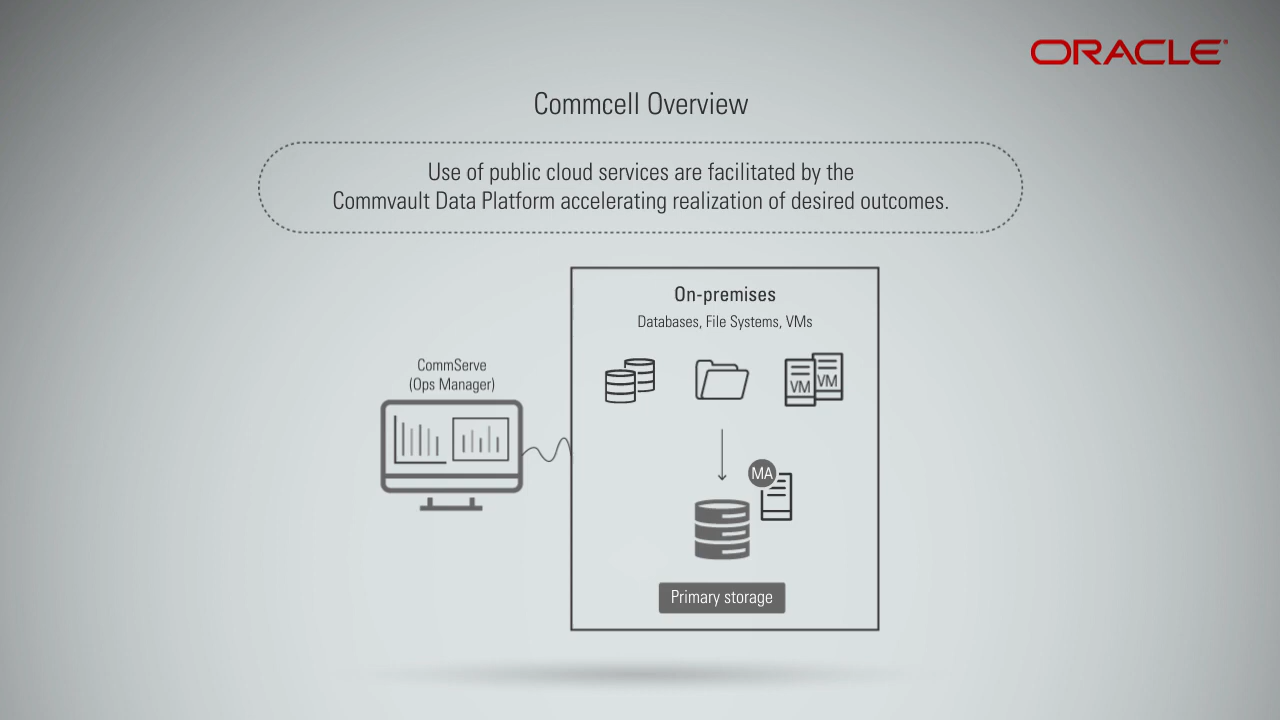 ORACLE
Commcell Overview
Use of public cloud services are facilitated by the
Commvault Data Platform accelerating realization of desired outcomes.
On-premises
Databases, File Systems, VMs
CommServe
(Ops Manager)
VM
VM
MA
Primary storage